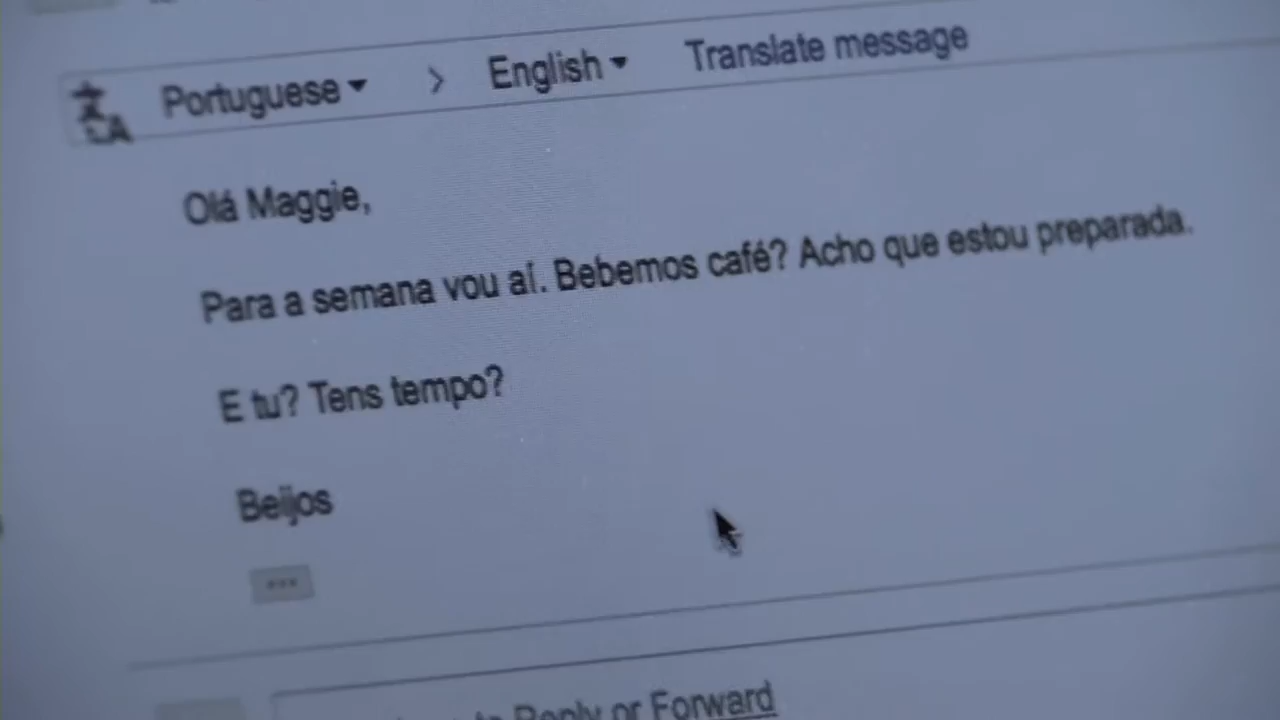 Portuguese > English Translate message
Olá Maggie,
Para a semana vou aí. Bebemos café? Acho que estou preparada.
E tu? Tens tempo?
Beijos
Reply or Forward